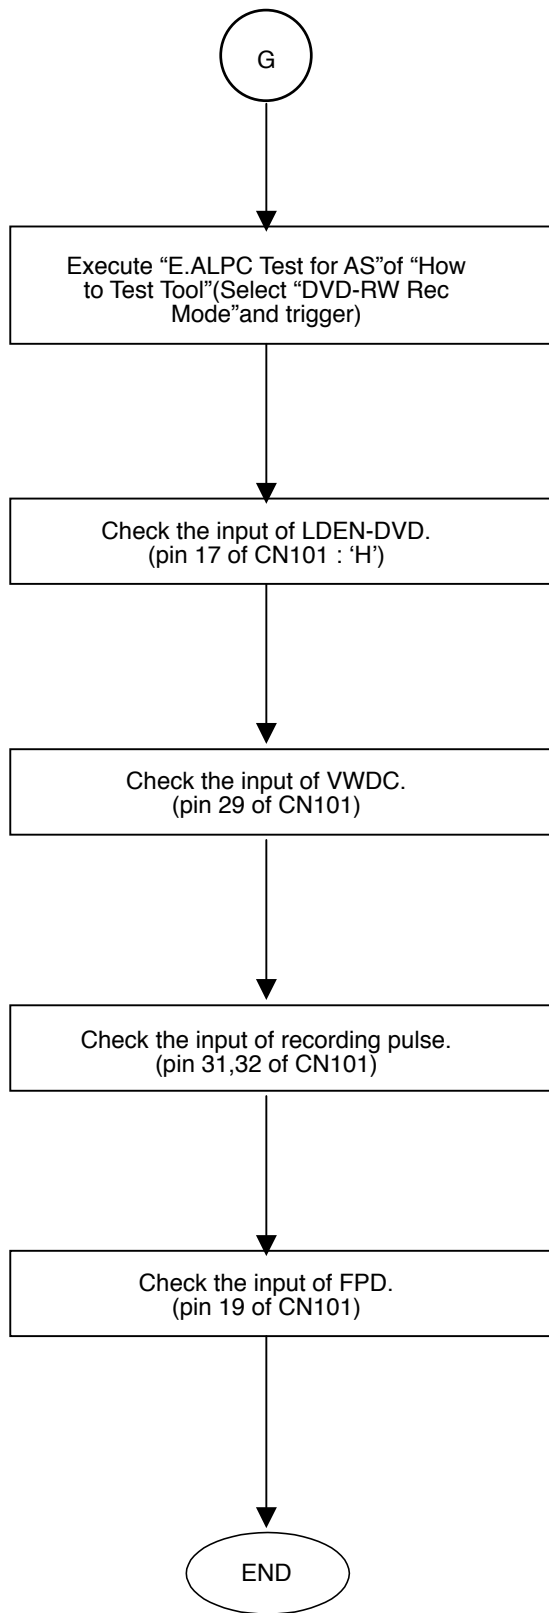 G
Execute “E.ALPC Test for AS”of “How
to Test Tool”(Select “DVD-RW Rec
Mode”and trigger)
Check the input of LDEN-DVD.
(pin 17 of CN101 : ‘H’)
Check the input of VWDC.
(pin 29 of CN101)
Check the input of recording pulse.
(pin 31,32 of CN101)
Check the input of FPD.
(pin 19 of CN101)
END